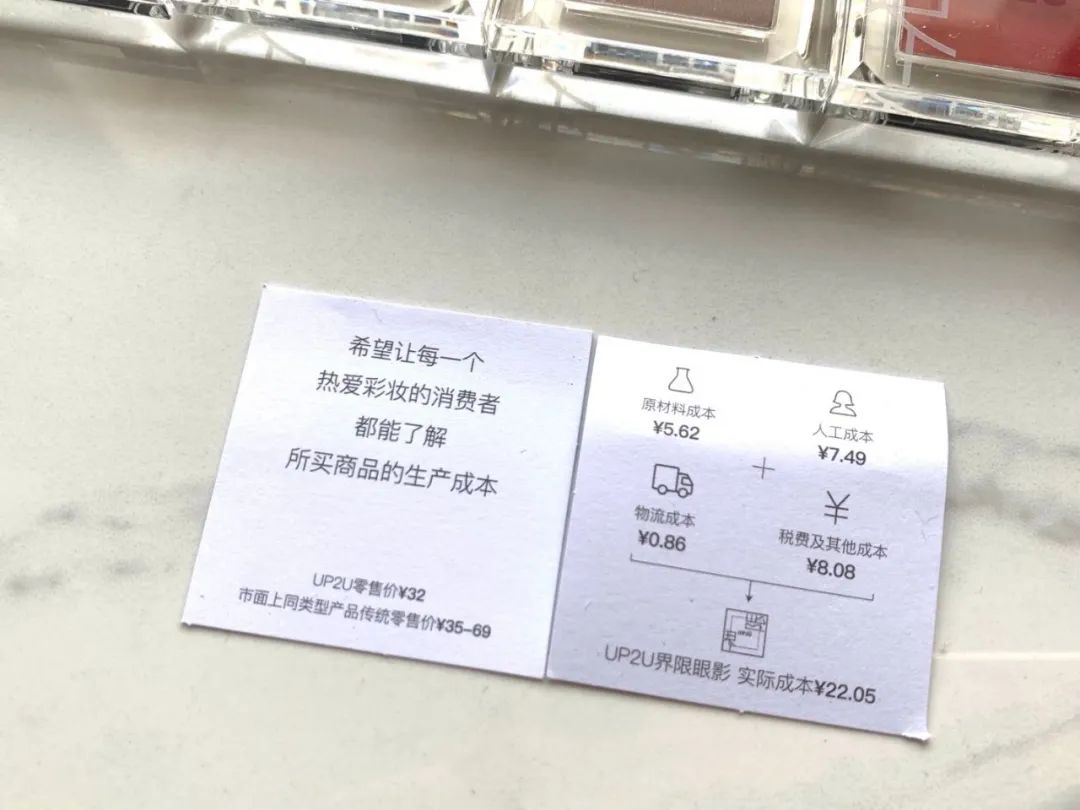 希望让每一个
热爱彩妆的消费者
都能了解
所买商品的生产成本
UP2U零售价¥32
市面上同类型产品传统零售价¥35-69
原材料成本
¥5.62
人工成本
¥7.49
+
物流成本
¥0.86
¥
税费及其他成本
¥8.08
UP2U界限眼影 实际成本¥22.05